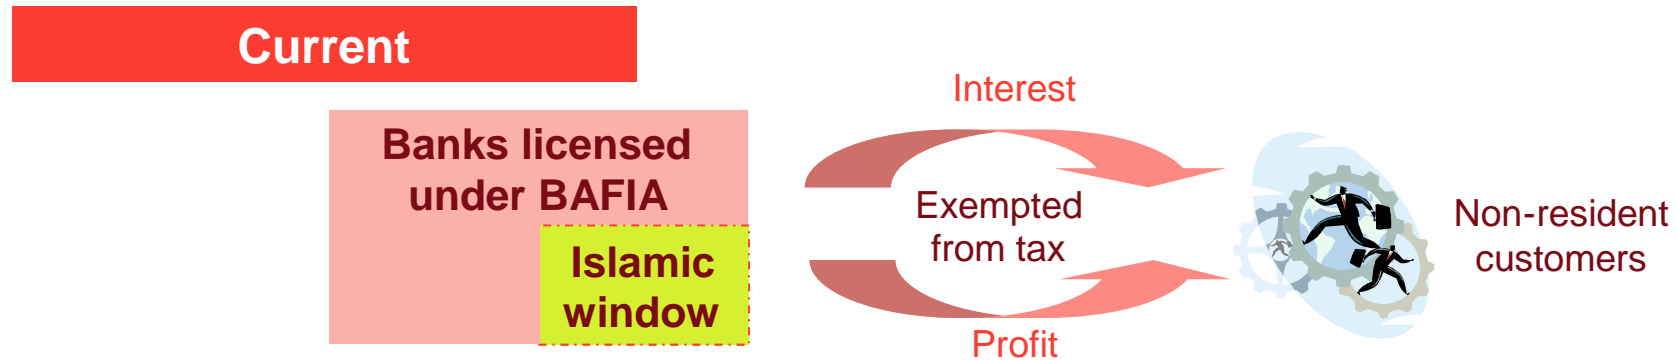 Current
Banks licensed
under BAFIA
Islamic
window
Interest
Exempted
from tax
Profit
Non-resident
customers